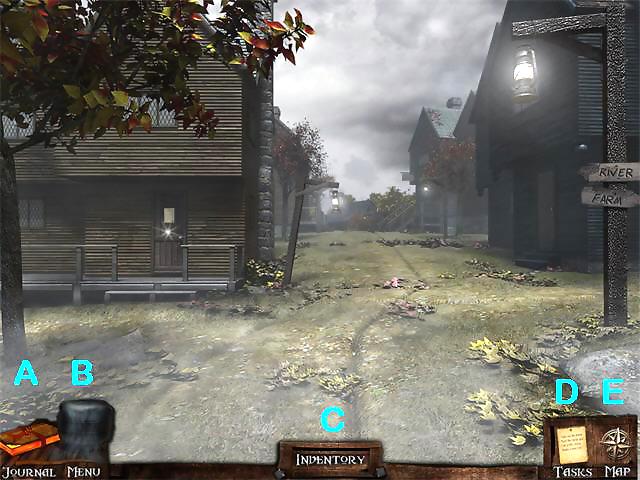 RIVER
FARM
A B
C
D E
JOURNAL MENU
INVENTORY
TASKS MAP